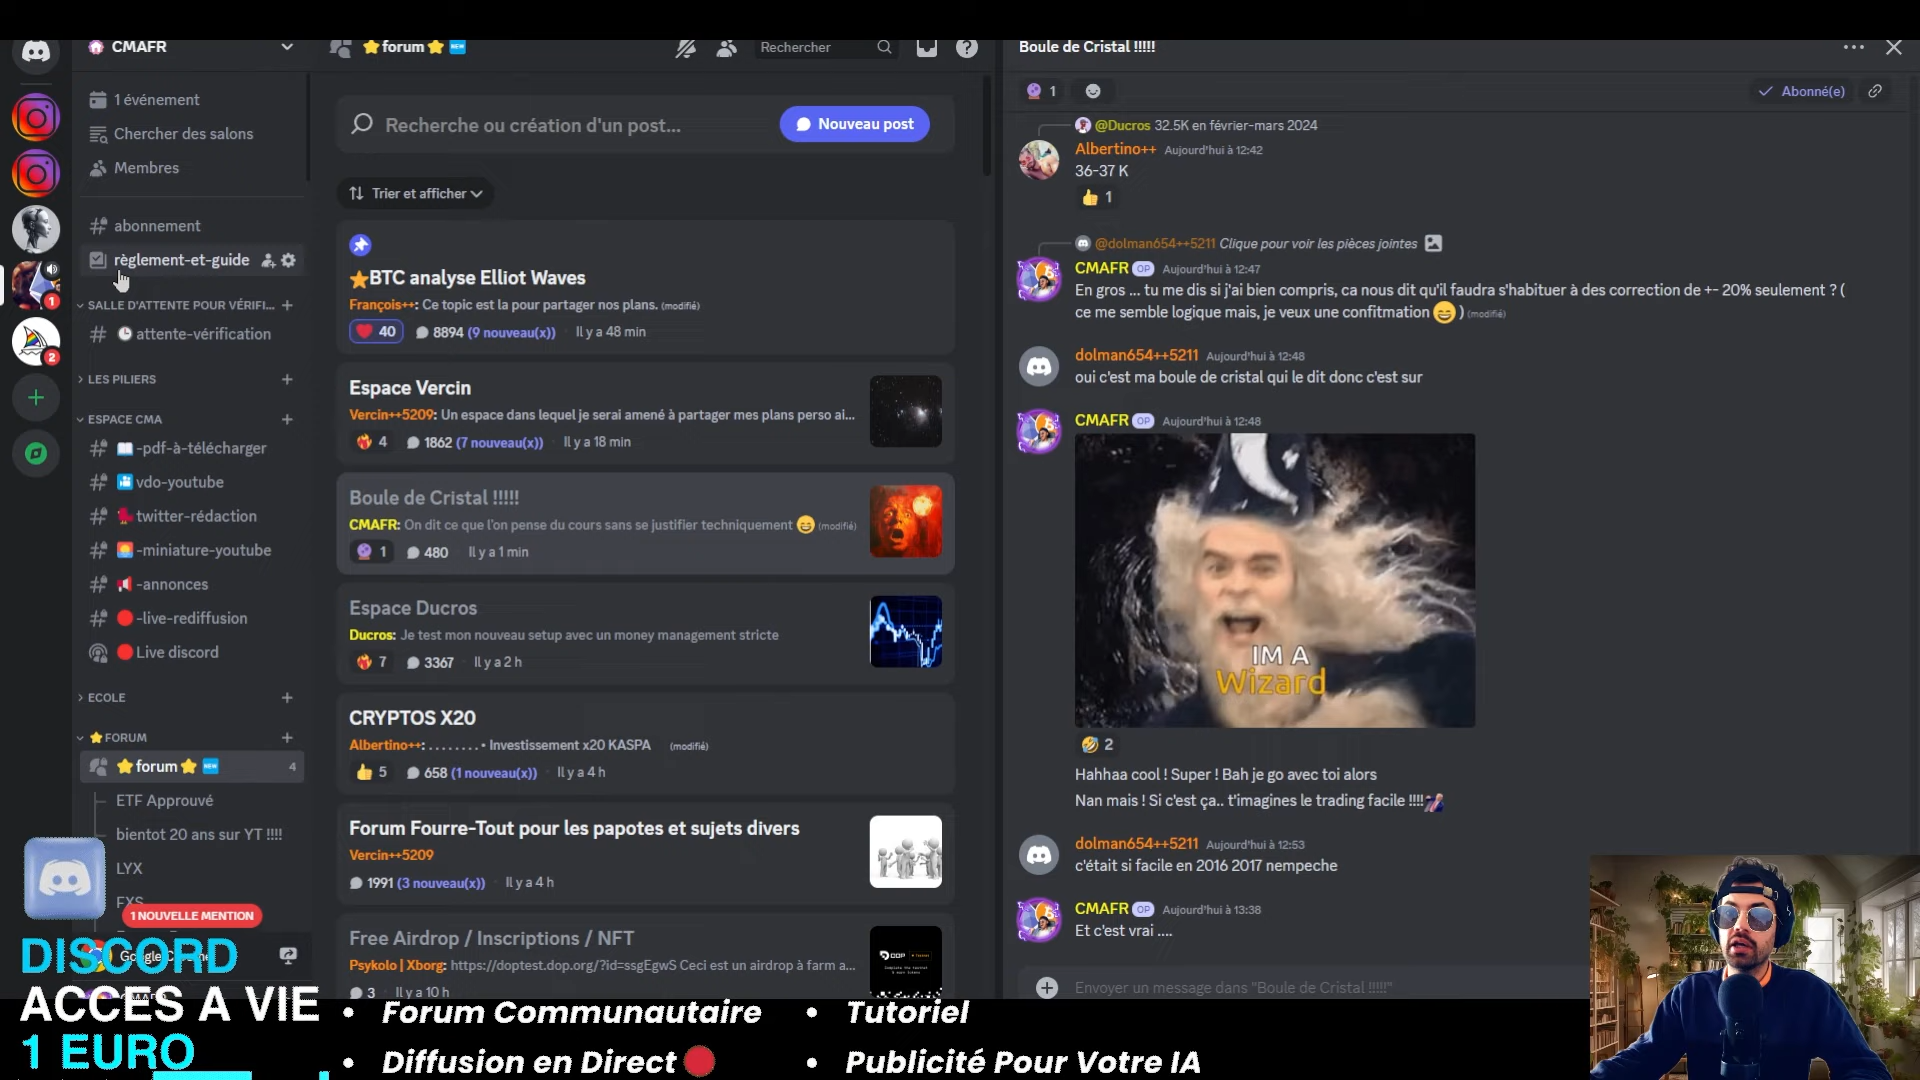 CMAFR
1 événement
Chercher des salons
Membres
abonnement
règlement-et-guide
SALLE D'ATTENTE POUR VÉRIFI...
attente-vérification
LES PILIERS
ESPACE CMA
-pdf-à-télécharger
vdo-youtube
twitter-rédaction
-miniature-youtube
-annonces
-live-rediffusion
Live discord
ECOLE
FORUM
forum NEW 4
ETF Approuvé
bientot 20 ans sur YT !!!!
LYX
1 NOUVELLE MENTION
1
2
forum NEW
Rechercher
Recherche ou création d'un post...
Nouveau post
Trier et afficher
BTC analyse Elliot Waves
François++: Ce topic est la pour partager nos plans. (modifié)
40 8894 (9 nouveau(x)) Il y a 48 min
Espace Vercin
Vercin++5209: Un espace dans lequel je serai amené à partager mes plans perso ai...
4 1862 (7 nouveau(x)) Il y a 18 min
Boule de Cristal !!!!!
CMAFR: On dit ce que l'on pense du cours sans se justifier techniquement (modifié)
1 480 Il y a 1 min
Espace Ducros
Ducros: Je test mon nouveau setup avec un money management stricte
7 3367 Il y a 2 h
CRYPTOS X20
Albertino++: . . . . . . . . • Investissement x20 KASPA (modifié)
5 658 (1 nouveau(x)) Il y a 4 h
Forum Fourre-Tout pour les papotes et sujets divers
Vercin++5209
1991 (3 nouveau(x)) Il y a 4 h
Free Airdrop / Inscriptions / NFT
Psykolo | Xborg: https://doptest.dop.org/?id=ssgEgwS Ceci est un airdrop à farm a...
3 Il y a 10 h
DOP
Boule de Cristal !!!!!
1
Abonné(e)
@Ducros 32.5K en février-mars 2024
Albertino++ Aujourd'hui à 12:42
36-37 K
1
@dolman654++5211 Clique pour voir les pièces jointes
CMAFR OP Aujourd'hui à 12:47
En gros ... tu me dis si j'ai bien compris, ca nous dit qu'il faudra s'habituer à des correction de +- 20% seulement ? (
ce me semble logique mais, je veux une confitmation ) (modifié)
dolman654++5211 Aujourd'hui à 12:48
oui c'est ma boule de cristal qui le dit donc c'est sur
CMAFR OP Aujourd'hui à 12:48
IM A
Wizard
2
Hahhaa cool ! Super ! Bah je go avec toi alors
Nan mais ! Si c'est ça.. t'imagines le trading facile !!!!
dolman654++5211 Aujourd'hui à 12:53
c'était si facile en 2016 2017 nempeche
CMAFR OP Aujourd'hui à 13:38
Et c'est vrai ....
Envoyer un message dans "Boule de Cristal !!!!!"
DISCORD
ACCES A VIE
1 EURO
• Forum Communautaire
• Diffusion en Direct
• Tutoriel
• Publicité Pour Votre IA